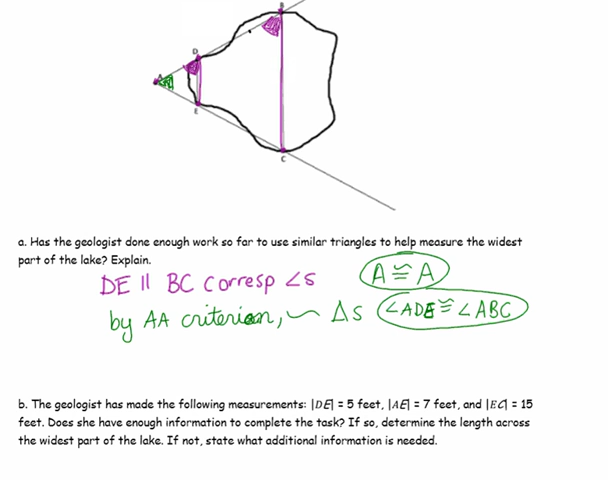 B
D
A
A
E
C
a. Has the geologist done enough work so far to use similar triangles to help measure the widest
part of the lake? Explain.
DE || BC corresp ∠s A ≅ A
by AA criterion, ~ Δs ∠ADE ≅ ∠ABC
b. The geologist has made the following measurements: |DE| = 5 feet, |AE| = 7 feet, and |EC| = 15
feet. Does she have enough information to complete the task? If so, determine the length across
the widest part of the lake. If not, state what additional information is needed.